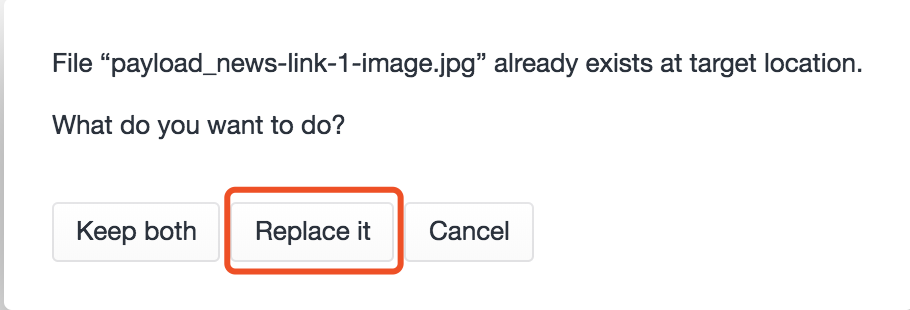 File “payload_news-link-1-image.jpg” already exists at target location.
What do you want to do?
Keep both Replace it Cancel